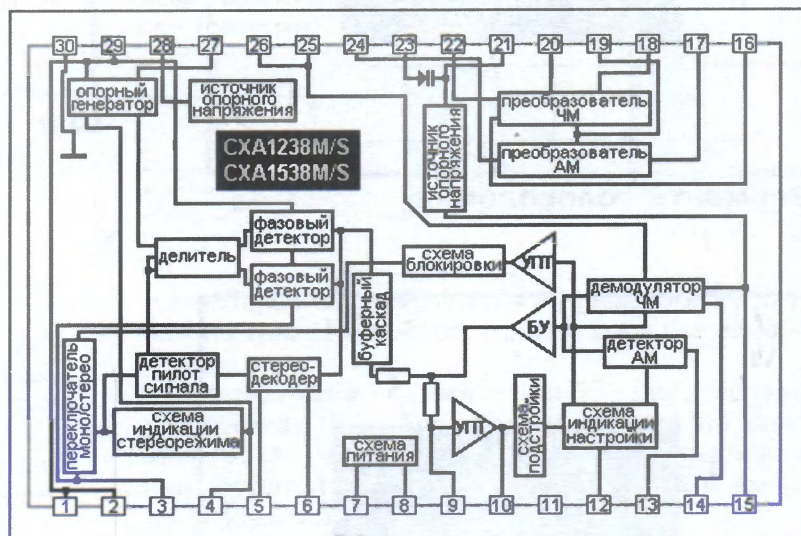 30 29 28 27 26 25 24 23 22 21 20 19 18 17 16
опорный
генератор
источник
опорного
напряжения
CXA1238M/S
CXA1538M/S
источник
опорного
напряжения
преобразователь
ЧМ
преобразователь
АМ
делитель
фазовый
детектор
фазовый
детектор
буферный
каскад
схема
блокировки
УПТ
БУ
демодулятор
ЧМ
детектор
АМ
переключатель
моно/стерео
детектор
пилот
сигнала
стерео-
декодер
схема
индикации
стереорежима
схема
питания
УПТ
схема
подстройки
схема
индикации
настройки
1 2 3 4 5 6 7 8 9 10 11 12 13 14 15